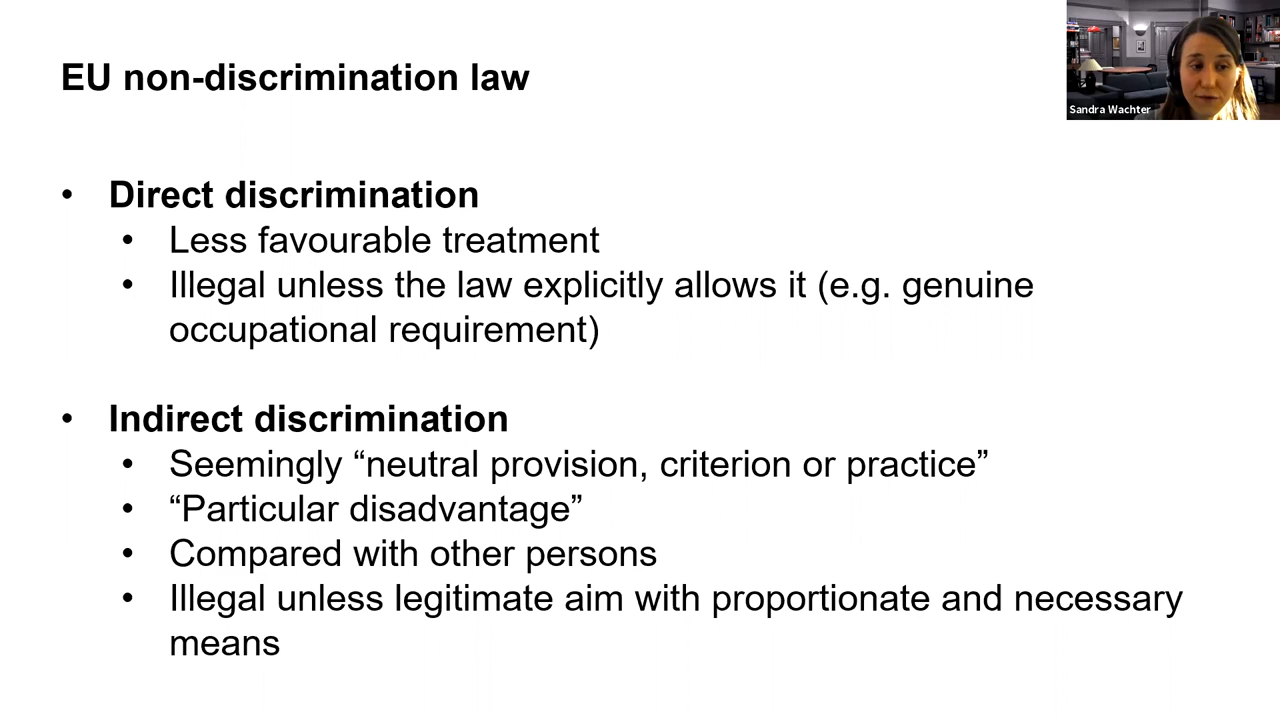 EU non-discrimination law
Sandra Wachter
• Direct discrimination
• Less favourable treatment
• Illegal unless the law explicitly allows it (e.g. genuine
occupational requirement)
• Indirect discrimination
• Seemingly “neutral provision, criterion or practice”
• “Particular disadvantage”
• Compared with other persons
• Illegal unless legitimate aim with proportionate and necessary
means